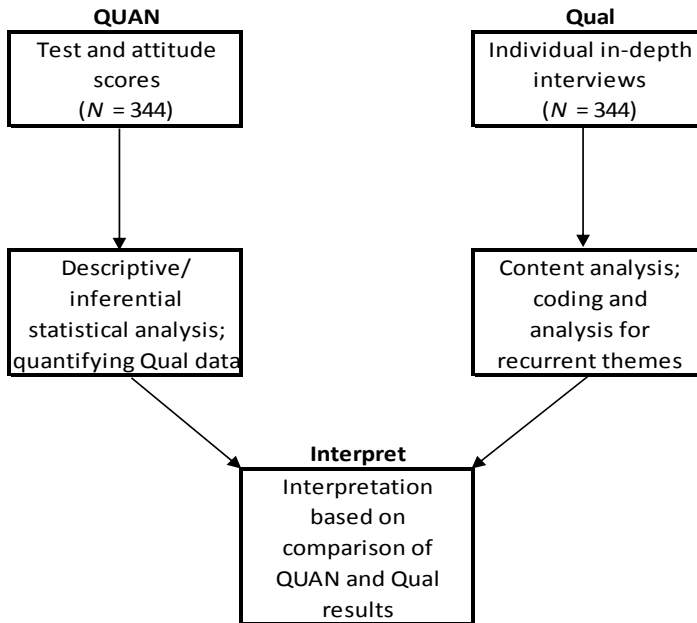 QUAN
Test and attitude
scores
(N = 344)
Qual
Individual in-depth
interviews
(N = 344)
Descriptive/
inferential
statistical analysis;
quantifying Qual data
Content analysis;
coding and
analysis for
recurrent themes
Interpret
Interpretation
based on
comparison of
QUAN and Qual
results